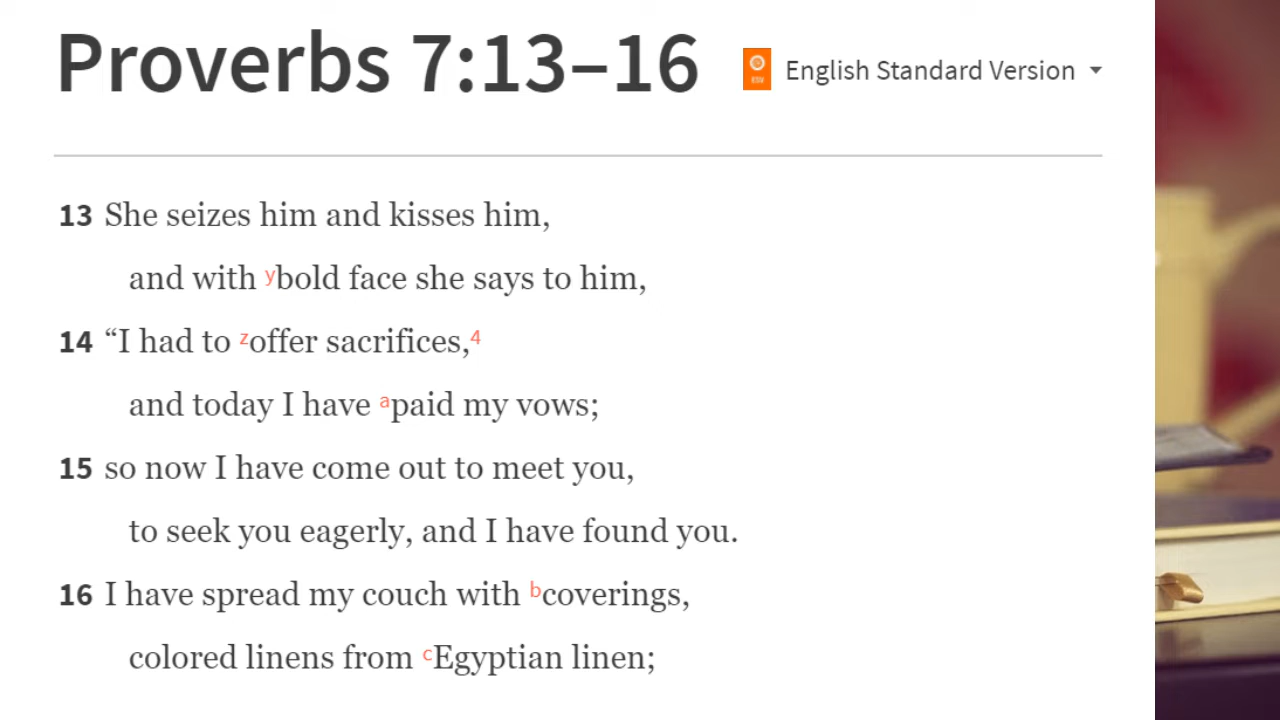 Proverbs 7:13–16
ESV
English Standard Version
13 She seizes him and kisses him,
and with ybold face she says to him,
14 “I had to zoffer sacrifices,4
and today I have apaid my vows;
15 so now I have come out to meet you,
to seek you eagerly, and I have found you.
16 I have spread my couch with bcoverings,
colored linens from cEgyptian linen;